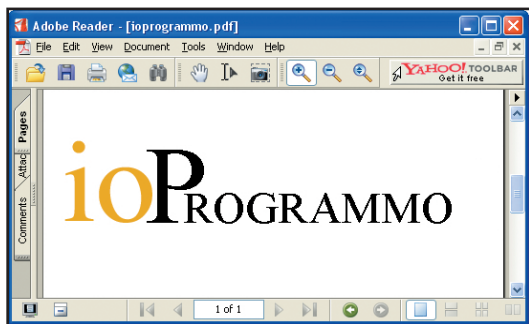 Adobe Reader - [ioprogrammo.pdf]
File Edit View Document Tools Window Help
YAHOO! TOOLBAR
Get it free
Pages
Attac
Comments
ioPROGRAMMO
1 of 1